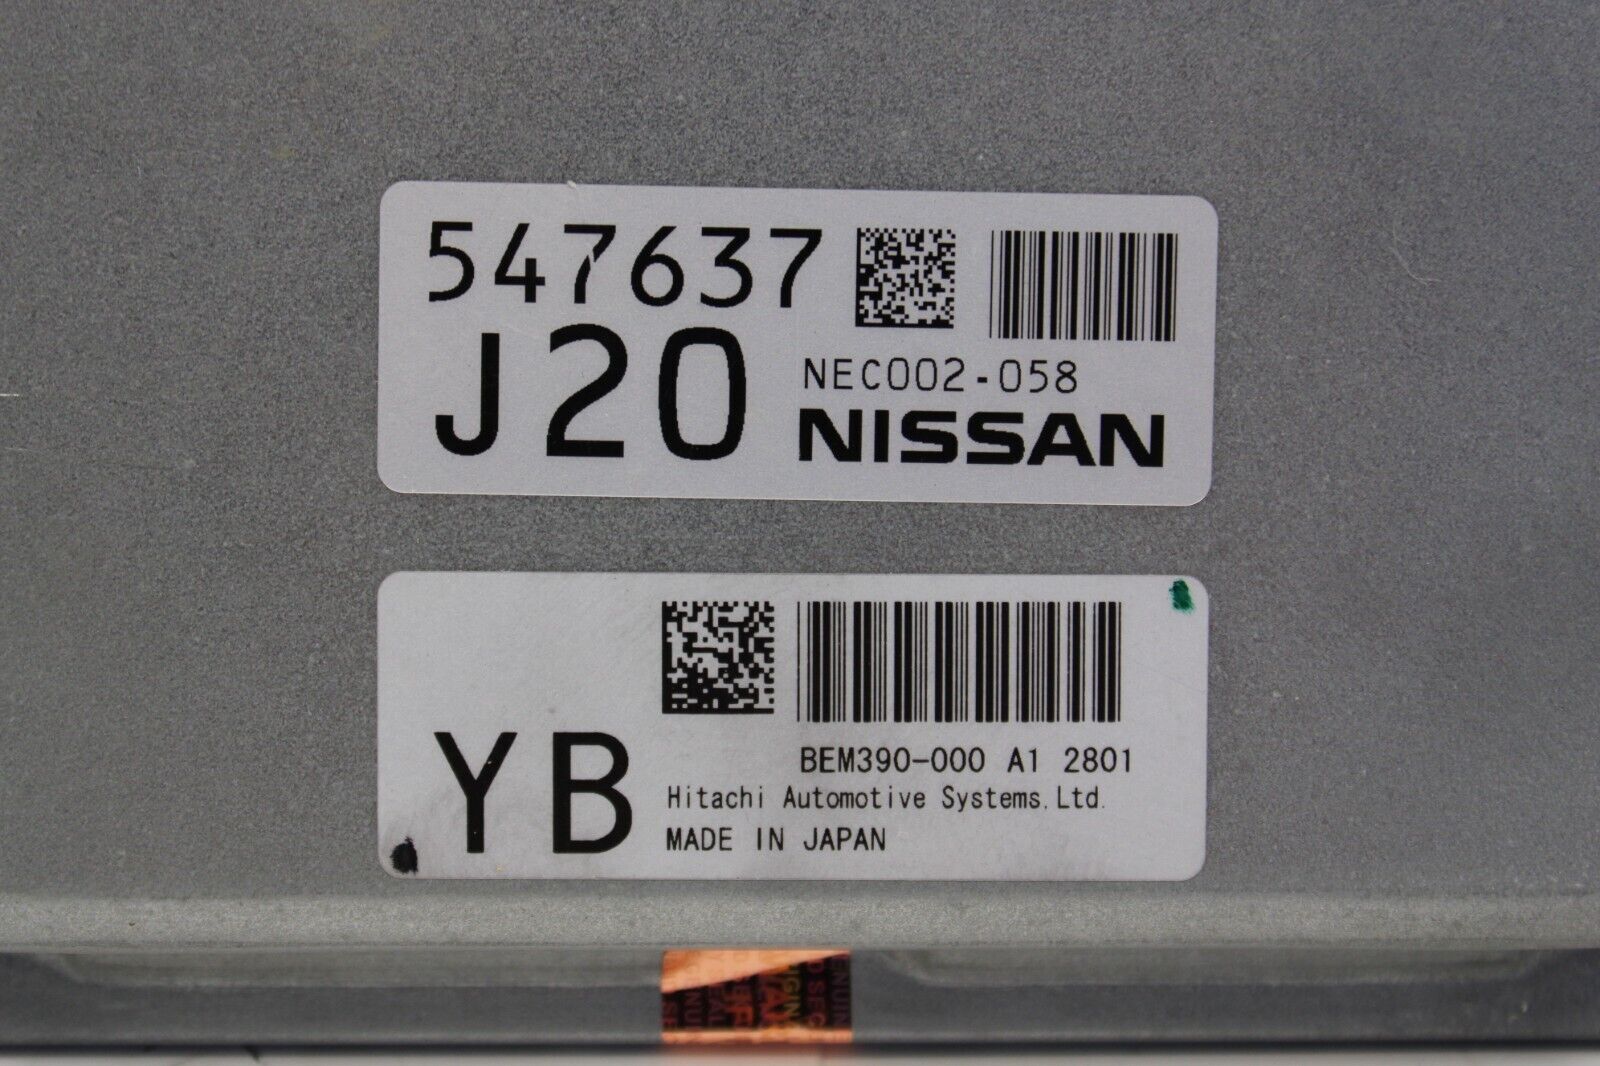 547637
J20
NEC002-058
NISSAN
BEM390-000 A1 2801
YB
Hitachi Automotive Systems,Ltd.
MADE IN JAPAN